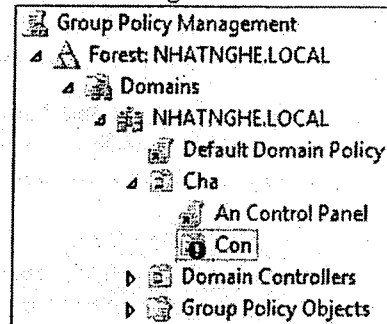 Group Policy Management
Forest: NHATNGHE.LOCAL
Domains
NHATNGHE.LOCAL
Default Domain Policy
Cha
An Control Panel
Con
Domain Controllers
Group Policy Objects